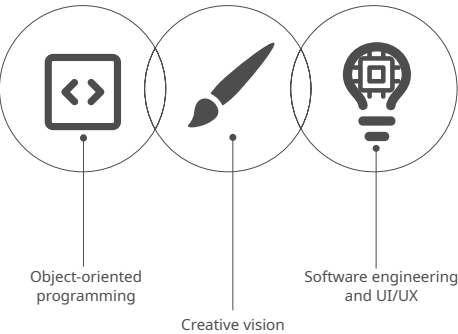 Object-oriented
programming
Software engineering
and UI/UX
Creative vision